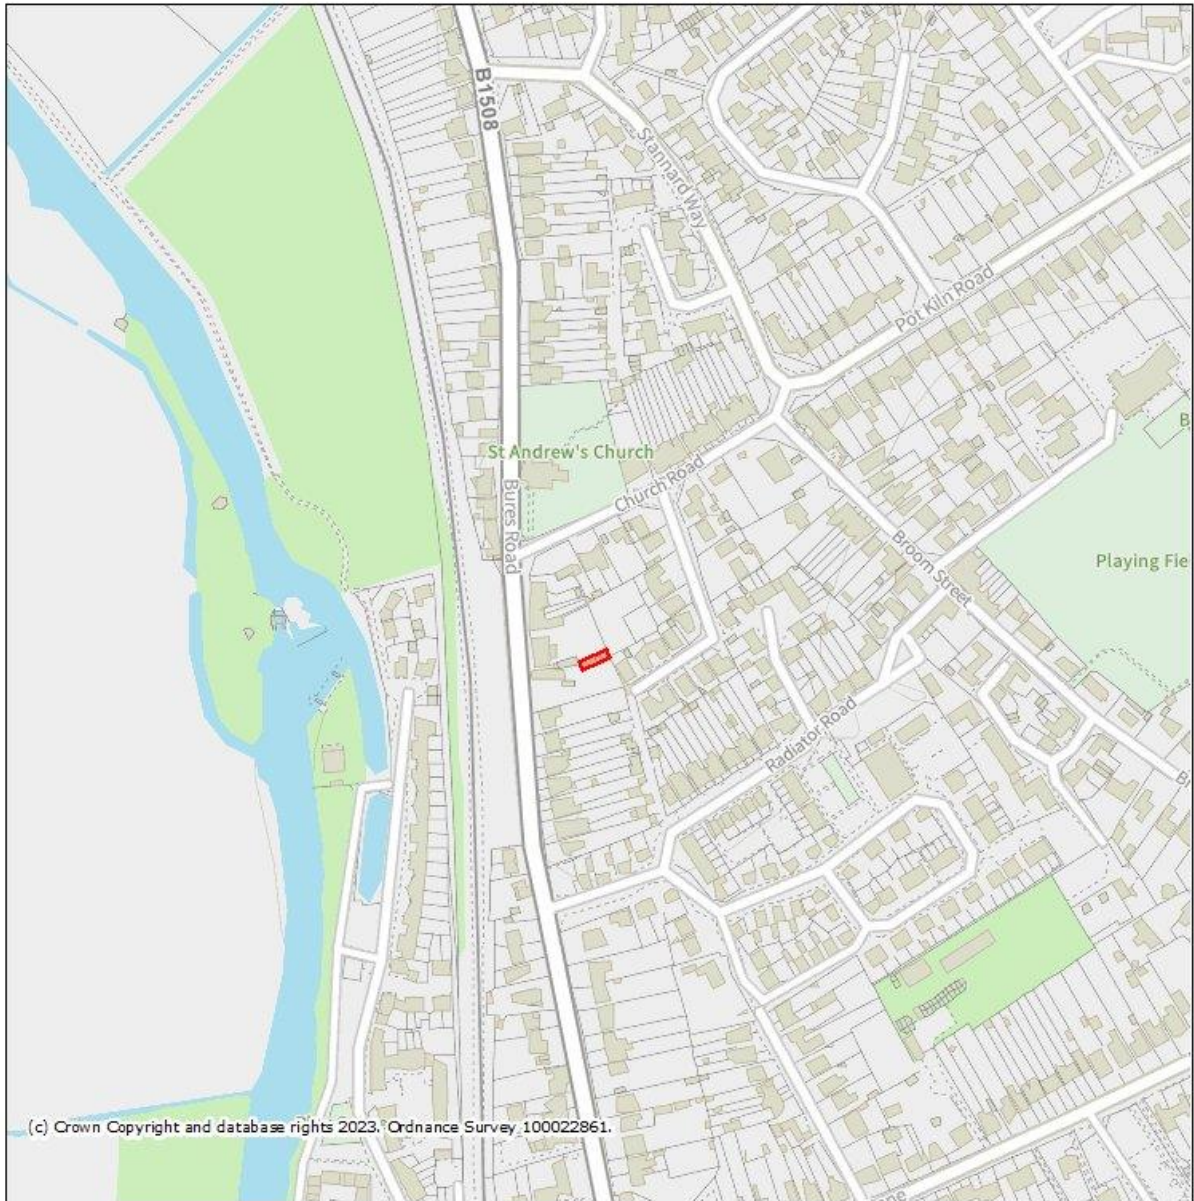 B1508
Stannard Way
Pot Kiln Road
St Andrew's Church
Church Road
Bures Road
Broom Street
Playing Fie
Radiator Road
(c) Crown Copyright and database rights 2023. Ordnance Survey 100022861.